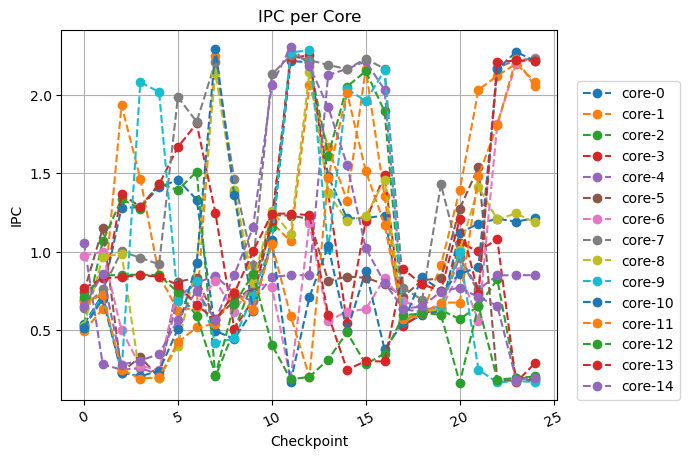 IPC per Core
IPC
2.0
1.5
1.0
0.5
0
5
10
15
20
25
Checkpoint
core-0
core-1
core-2
core-3
core-4
core-5
core-6
core-7
core-8
core-9
core-10
core-11
core-12
core-13
core-14